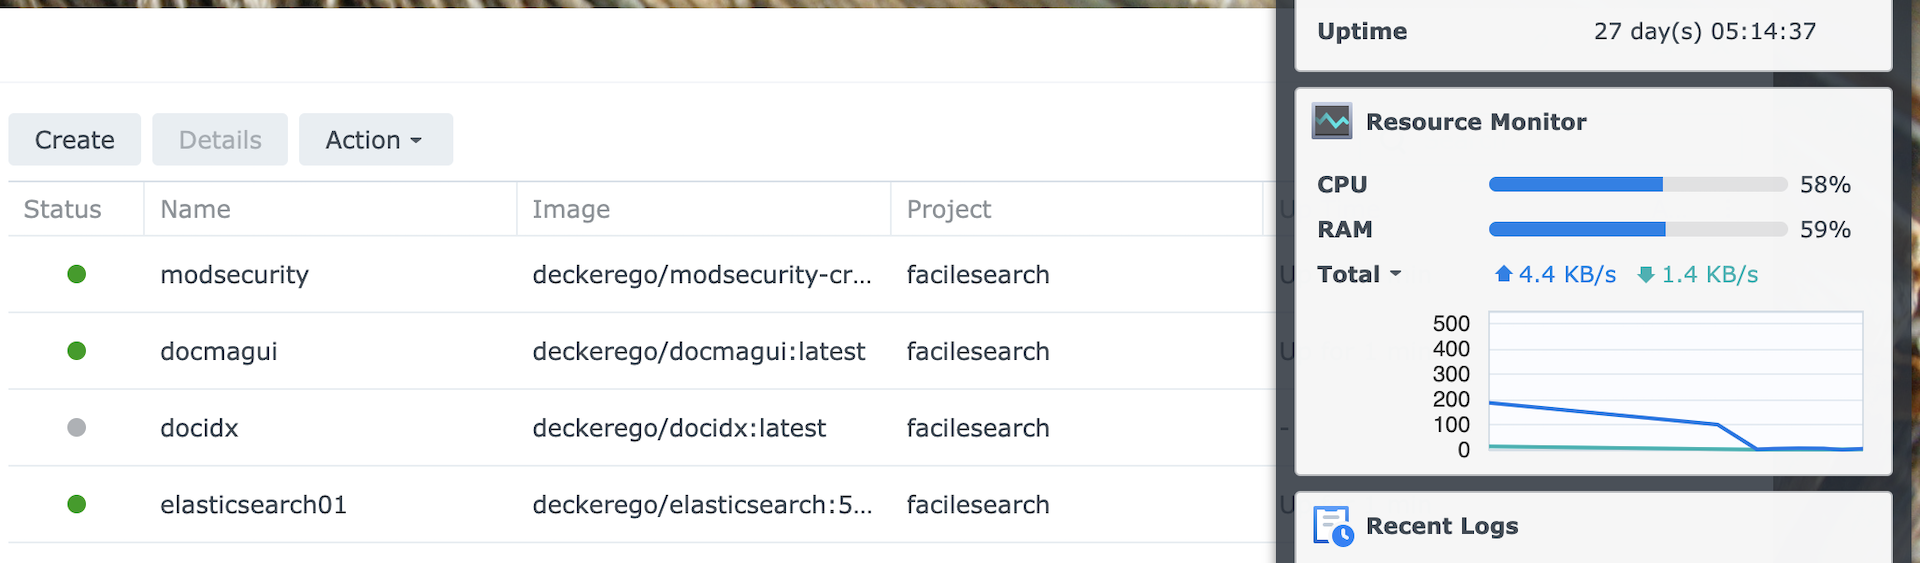 Uptime 27 day(s) 05:14:37
Create Details Action
Status Name Image Project
modsecurity deckerego/modsecurity-cr... facilesearch
docmagui deckerego/docmagui:latest facilesearch
docidx deckerego/docidx:latest facilesearch -
elasticsearch01 deckerego/elasticsearch:5... facilesearch
Resource Monitor
CPU 58%
RAM 59%
Total 4.4 KB/s 1.4 KB/s
500
400
300
200
100
0
Recent Logs